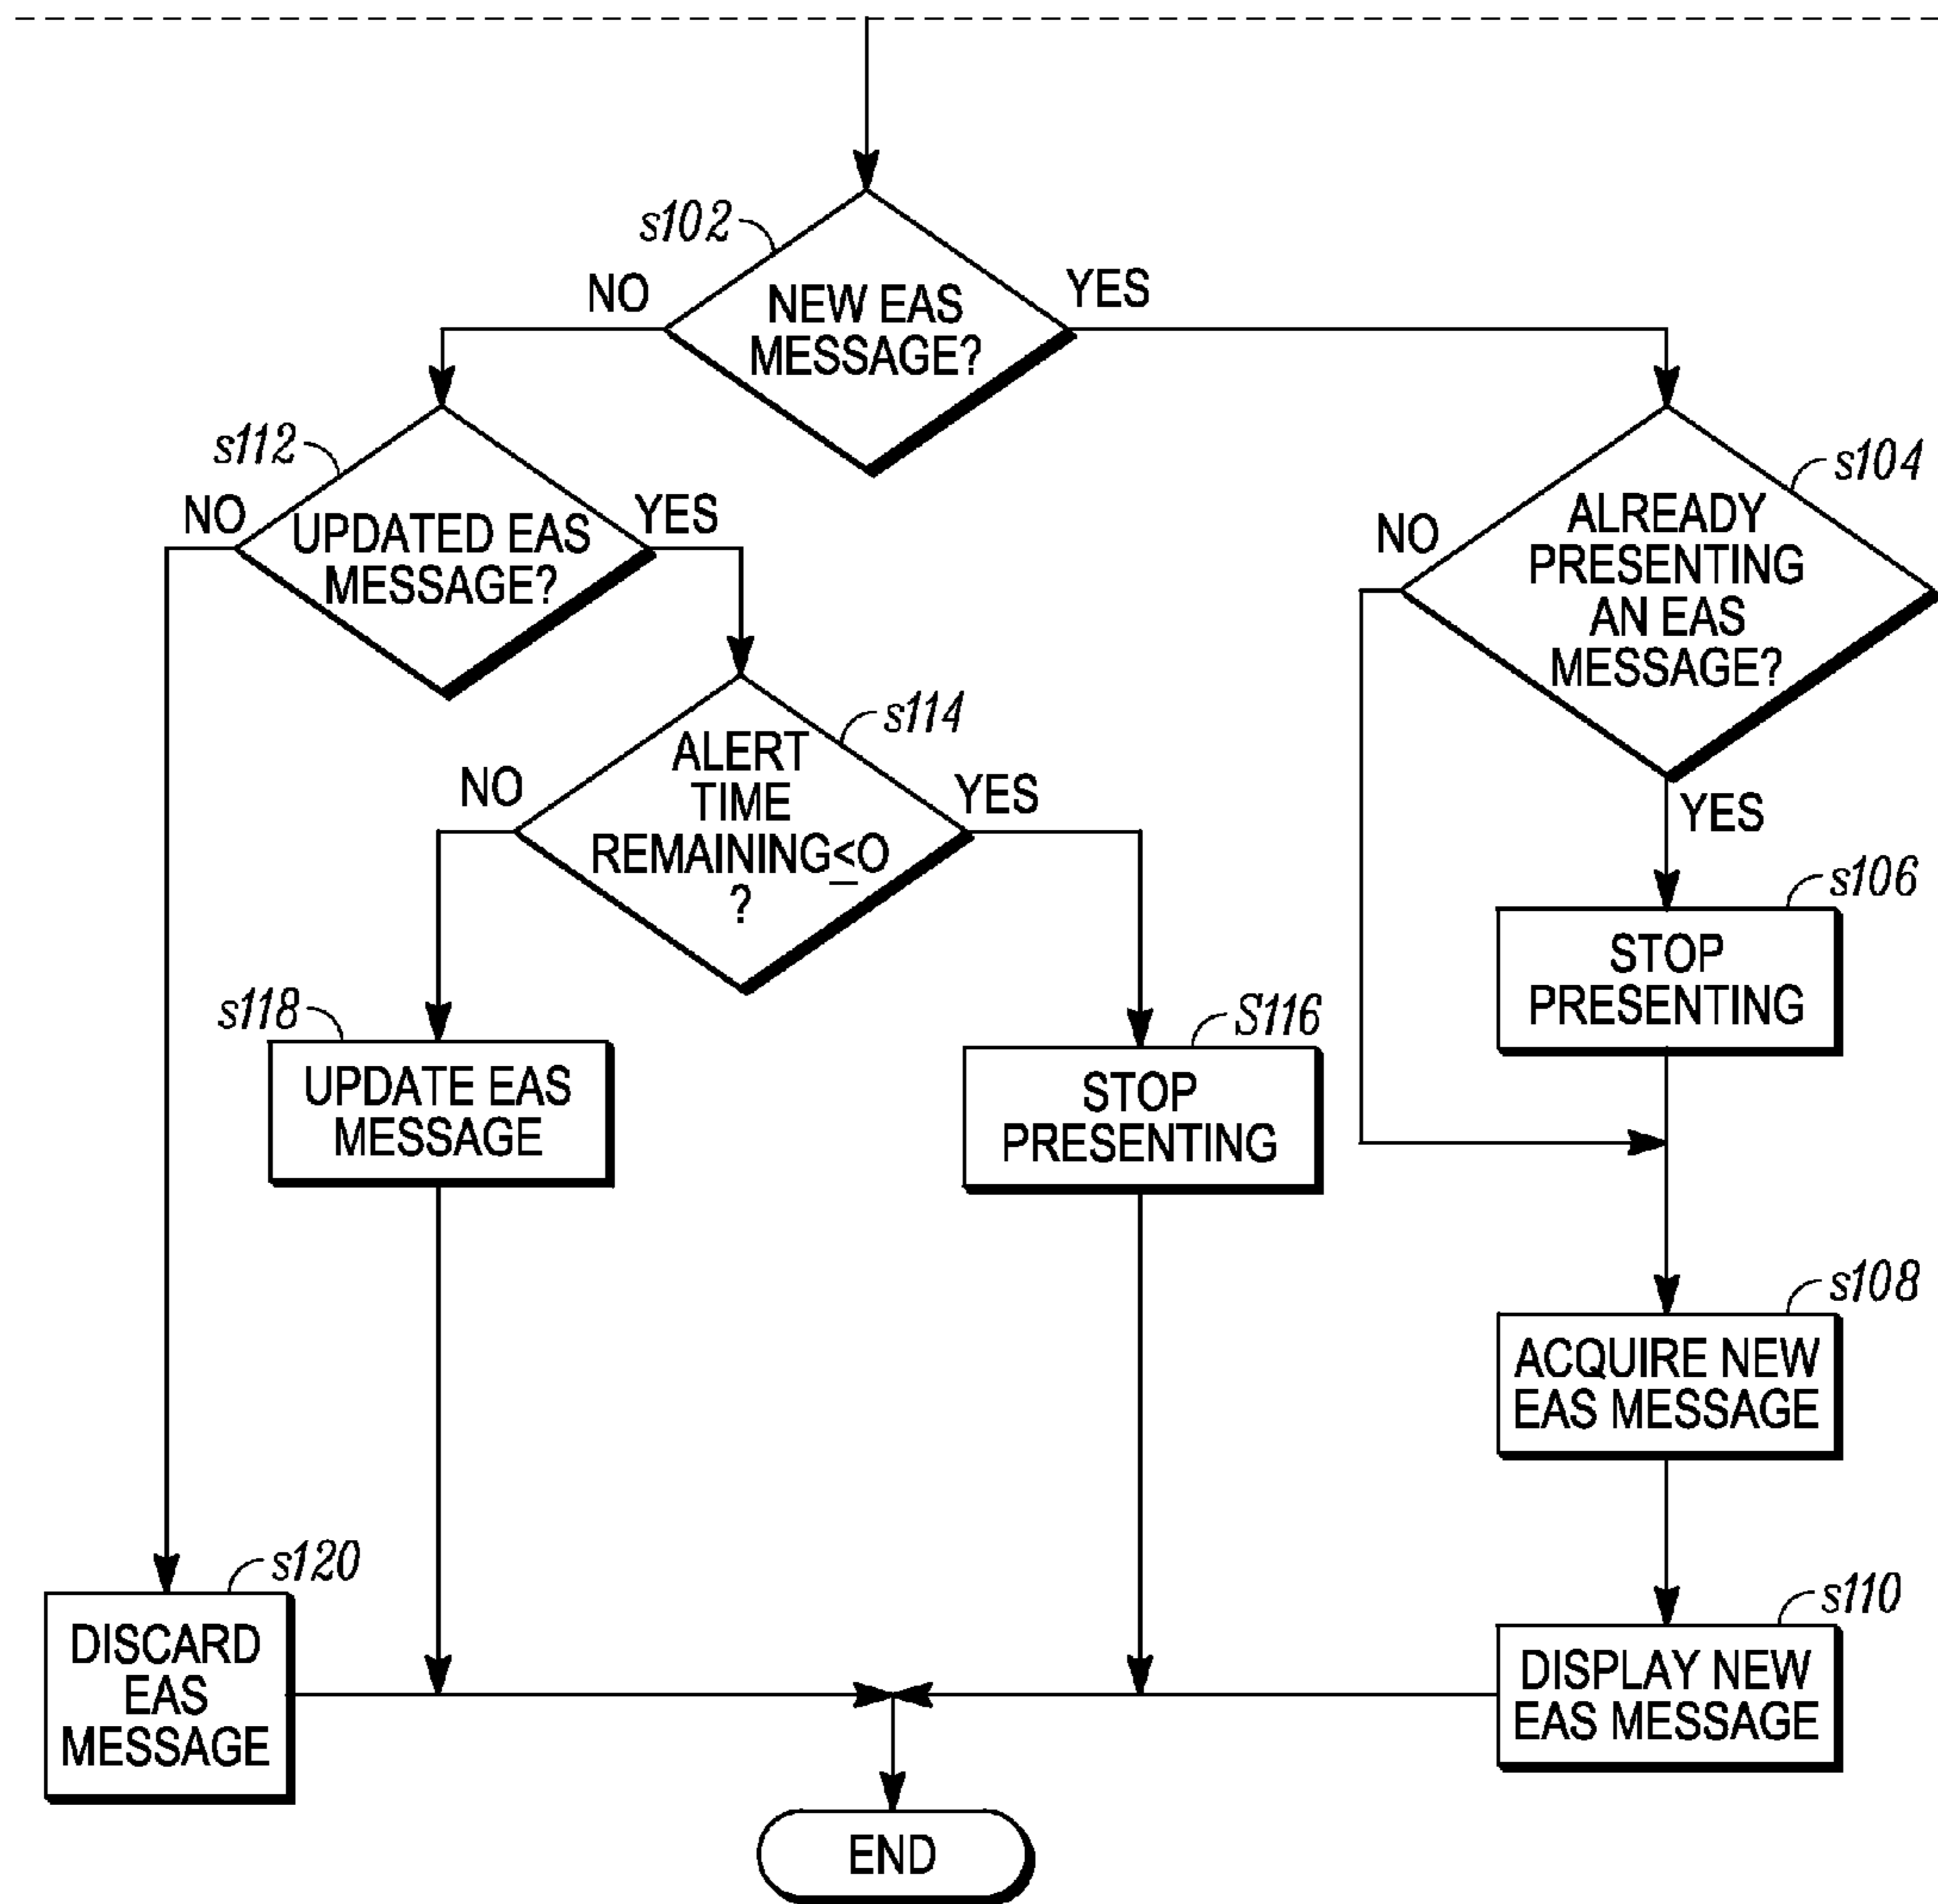 s102
NO
NEW EAS
MESSAGE?
YES
s112
NO
UPDATED EAS
MESSAGE?
YES
s104
NO
ALREADY
PRESENTING
AN EAS
MESSAGE?
YES
s114
NO
ALERT
TIME
REMAINING≤O
?
YES
s106
STOP
PRESENTING
s118
UPDATE EAS
MESSAGE
S116
STOP
PRESENTING
s108
ACQUIRE NEW
EAS MESSAGE
s120
DISCARD
EAS
MESSAGE
s110
DISPLAY NEW
EAS MESSAGE
END